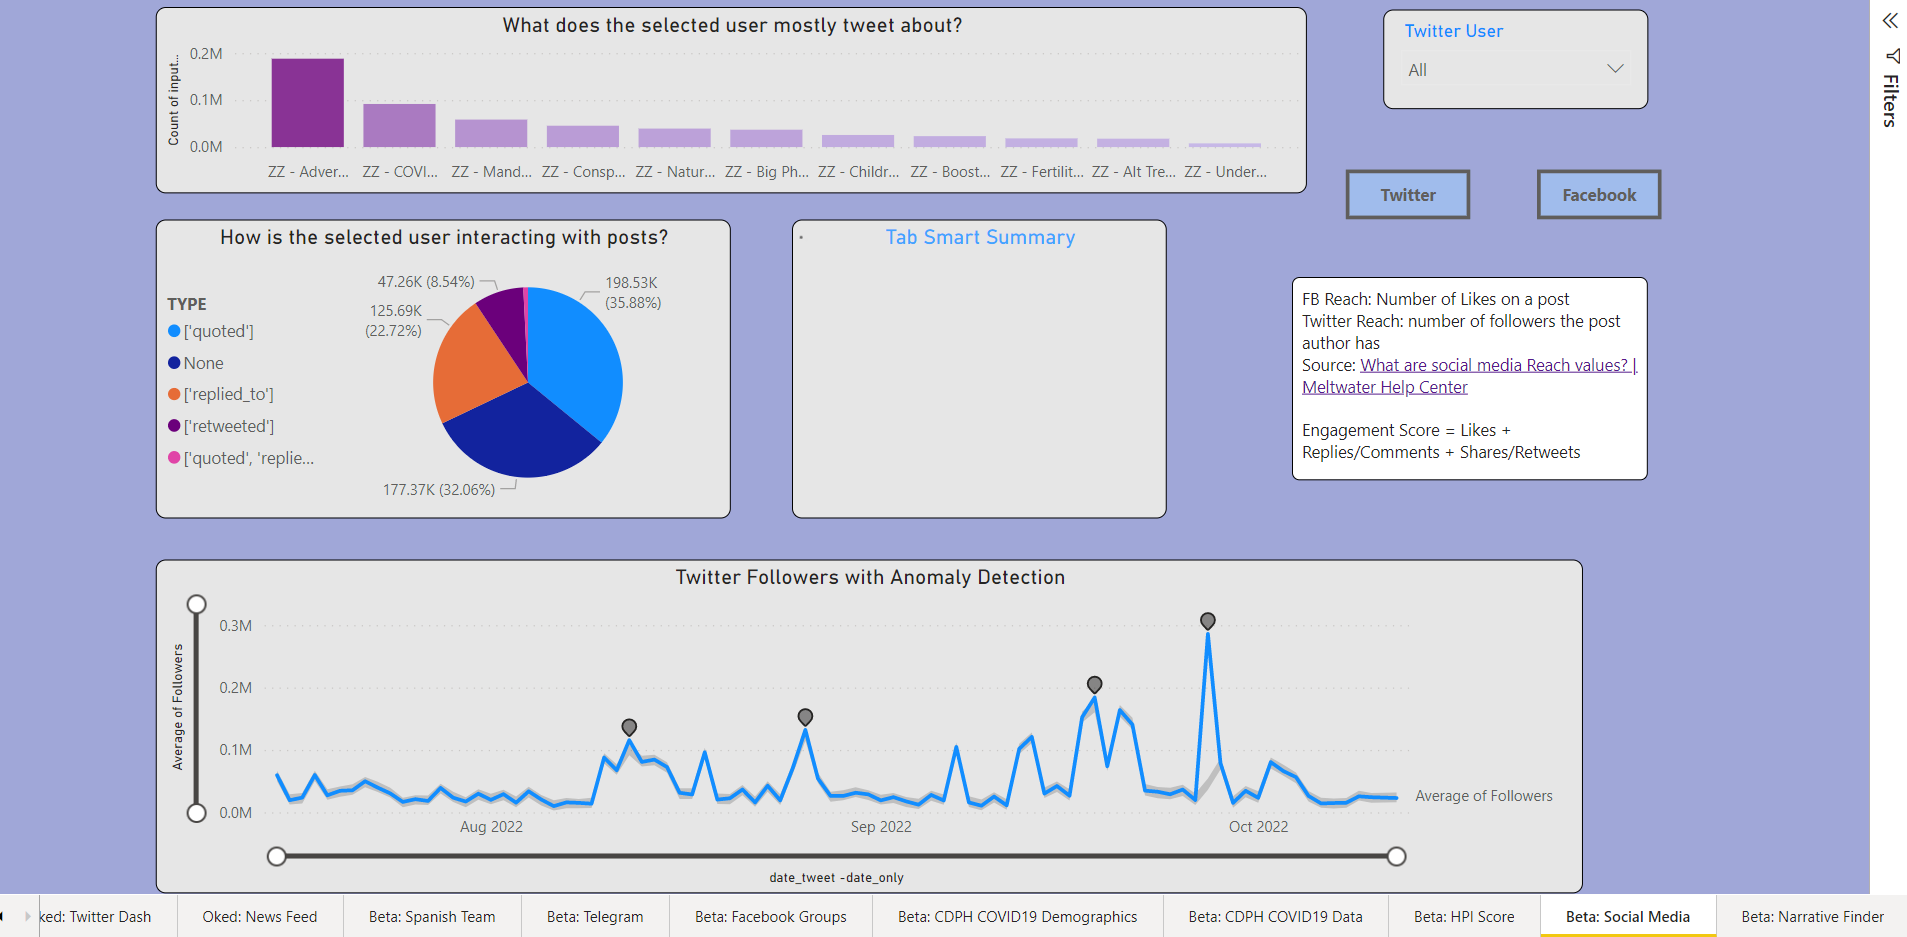 What does the selected user mostly tweet about?
Count of input...
0.2M
0.1M
0.0M
ZZ - Adver...
ZZ - COVI...
ZZ - Mand...
ZZ - Consp...
ZZ - Natur...
ZZ - Big Ph...
ZZ - Childr...
ZZ - Boost...
ZZ - Fertilit...
ZZ - Alt Tre...
ZZ - Under...
Twitter User
All
Filters
Twitter
Facebook
How is the selected user interacting with posts?
TYPE
['quoted']
None
['replied_to']
['retweeted']
['quoted', 'replie...
47.26K (8.54%)
125.69K
(22.72%)
198.53K
(35.88%)
177.37K (32.06%)
Tab Smart Summary
FB Reach: Number of Likes on a post
Twitter Reach: number of followers the post
author has
Source: What are social media Reach values? |
Meltwater Help Center
Engagement Score = Likes +
Replies/Comments + Shares/Retweets
Twitter Followers with Anomaly Detection
Average of Followers
0.3M
0.2M
0.1M
0.0M
Average of Followers
Aug 2022
Sep 2022
Oct 2022
date_tweet -date_only
ked: Twitter Dash
Oked: News Feed
Beta: Spanish Team
Beta: Telegram
Beta: Facebook Groups
Beta: CDPH COVID19 Demographics
Beta: CDPH COVID19 Data
Beta: HPI Score
Beta: Social Media
Beta: Narrative Finder